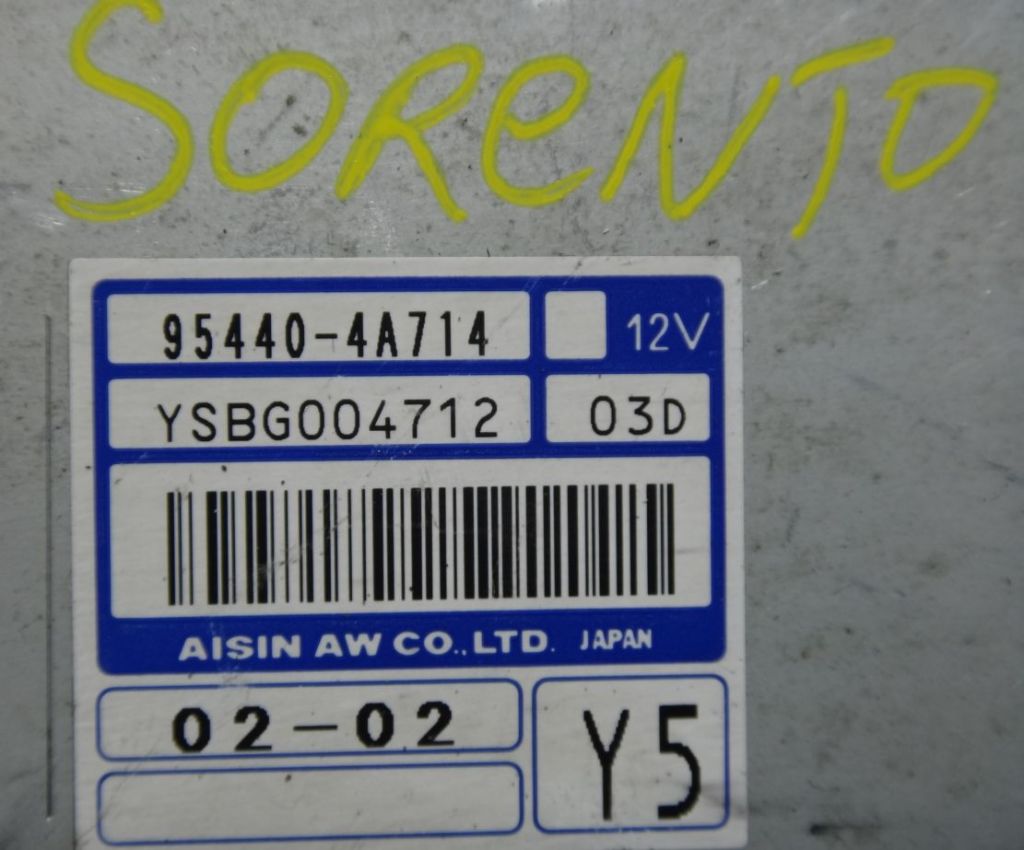 SOReNTO
95440-4A714
12V
YSBG004712
03D
AISIN AW CO.,LTD. JAPAN
02-02
Y5